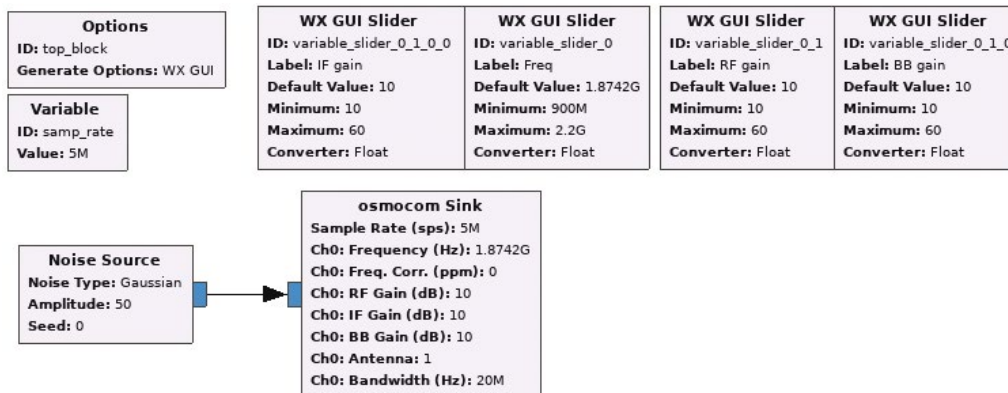 Options
ID: top_block
Generate Options: WX GUI
Variable
ID: samp_rate
Value: 5M
WX GUI Slider
ID: variable_slider_0_1_0_0
Label: IF gain
Default Value: 10
Minimum: 10
Maximum: 60
Converter: Float
WX GUI Slider
ID: variable_slider_0
Label: Freq
Default Value: 1.8742G
Minimum: 900M
Maximum: 2.2G
Converter: Float
WX GUI Slider
ID: variable_slider_0_1
Label: RF gain
Default Value: 10
Minimum: 10
Maximum: 60
Converter: Float
WX GUI Slider
ID: variable_slider_0_1_0
Label: BB gain
Default Value: 10
Minimum: 10
Maximum: 60
Converter: Float
Noise Source
Noise Type: Gaussian
Amplitude: 50
Seed: 0
osmocom Sink
Sample Rate (sps): 5M
Ch0: Frequency (Hz): 1.8742G
Ch0: Freq. Corr. (ppm): 0
Ch0: RF Gain (dB): 10
Ch0: IF Gain (dB): 10
Ch0: BB Gain (dB): 10
Ch0: Antenna: 1
Ch0: Bandwidth (Hz): 20M